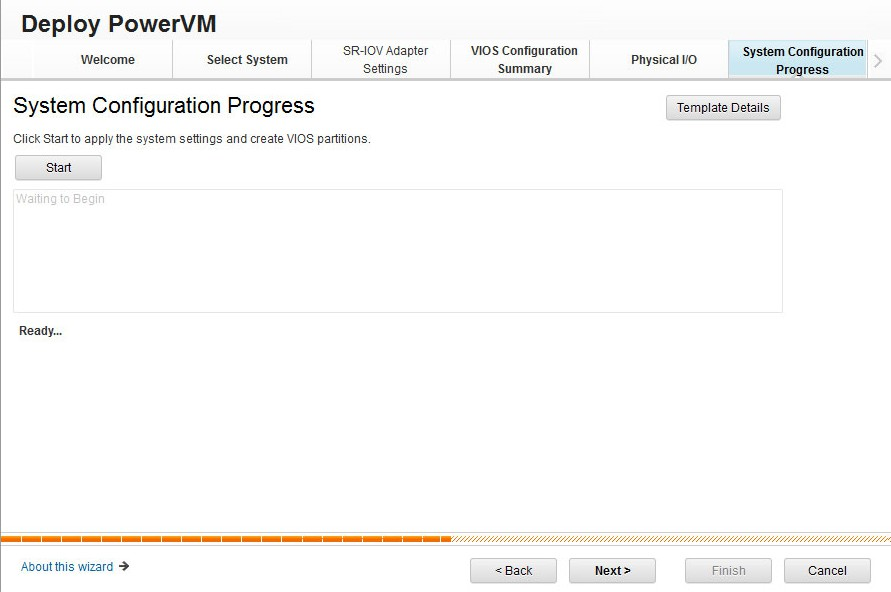 Deploy PowerVM
Welcome
Select System
SR-IOV Adapter
Settings
VIOS Configuration
Summary
Physical I/O
System Configuration
Progress
System Configuration Progress
Template Details
Click Start to apply the system settings and create VIOS partitions.
Start
Waiting to Begin
Ready...
About this wizard
< Back
Next >
Finish
Cancel